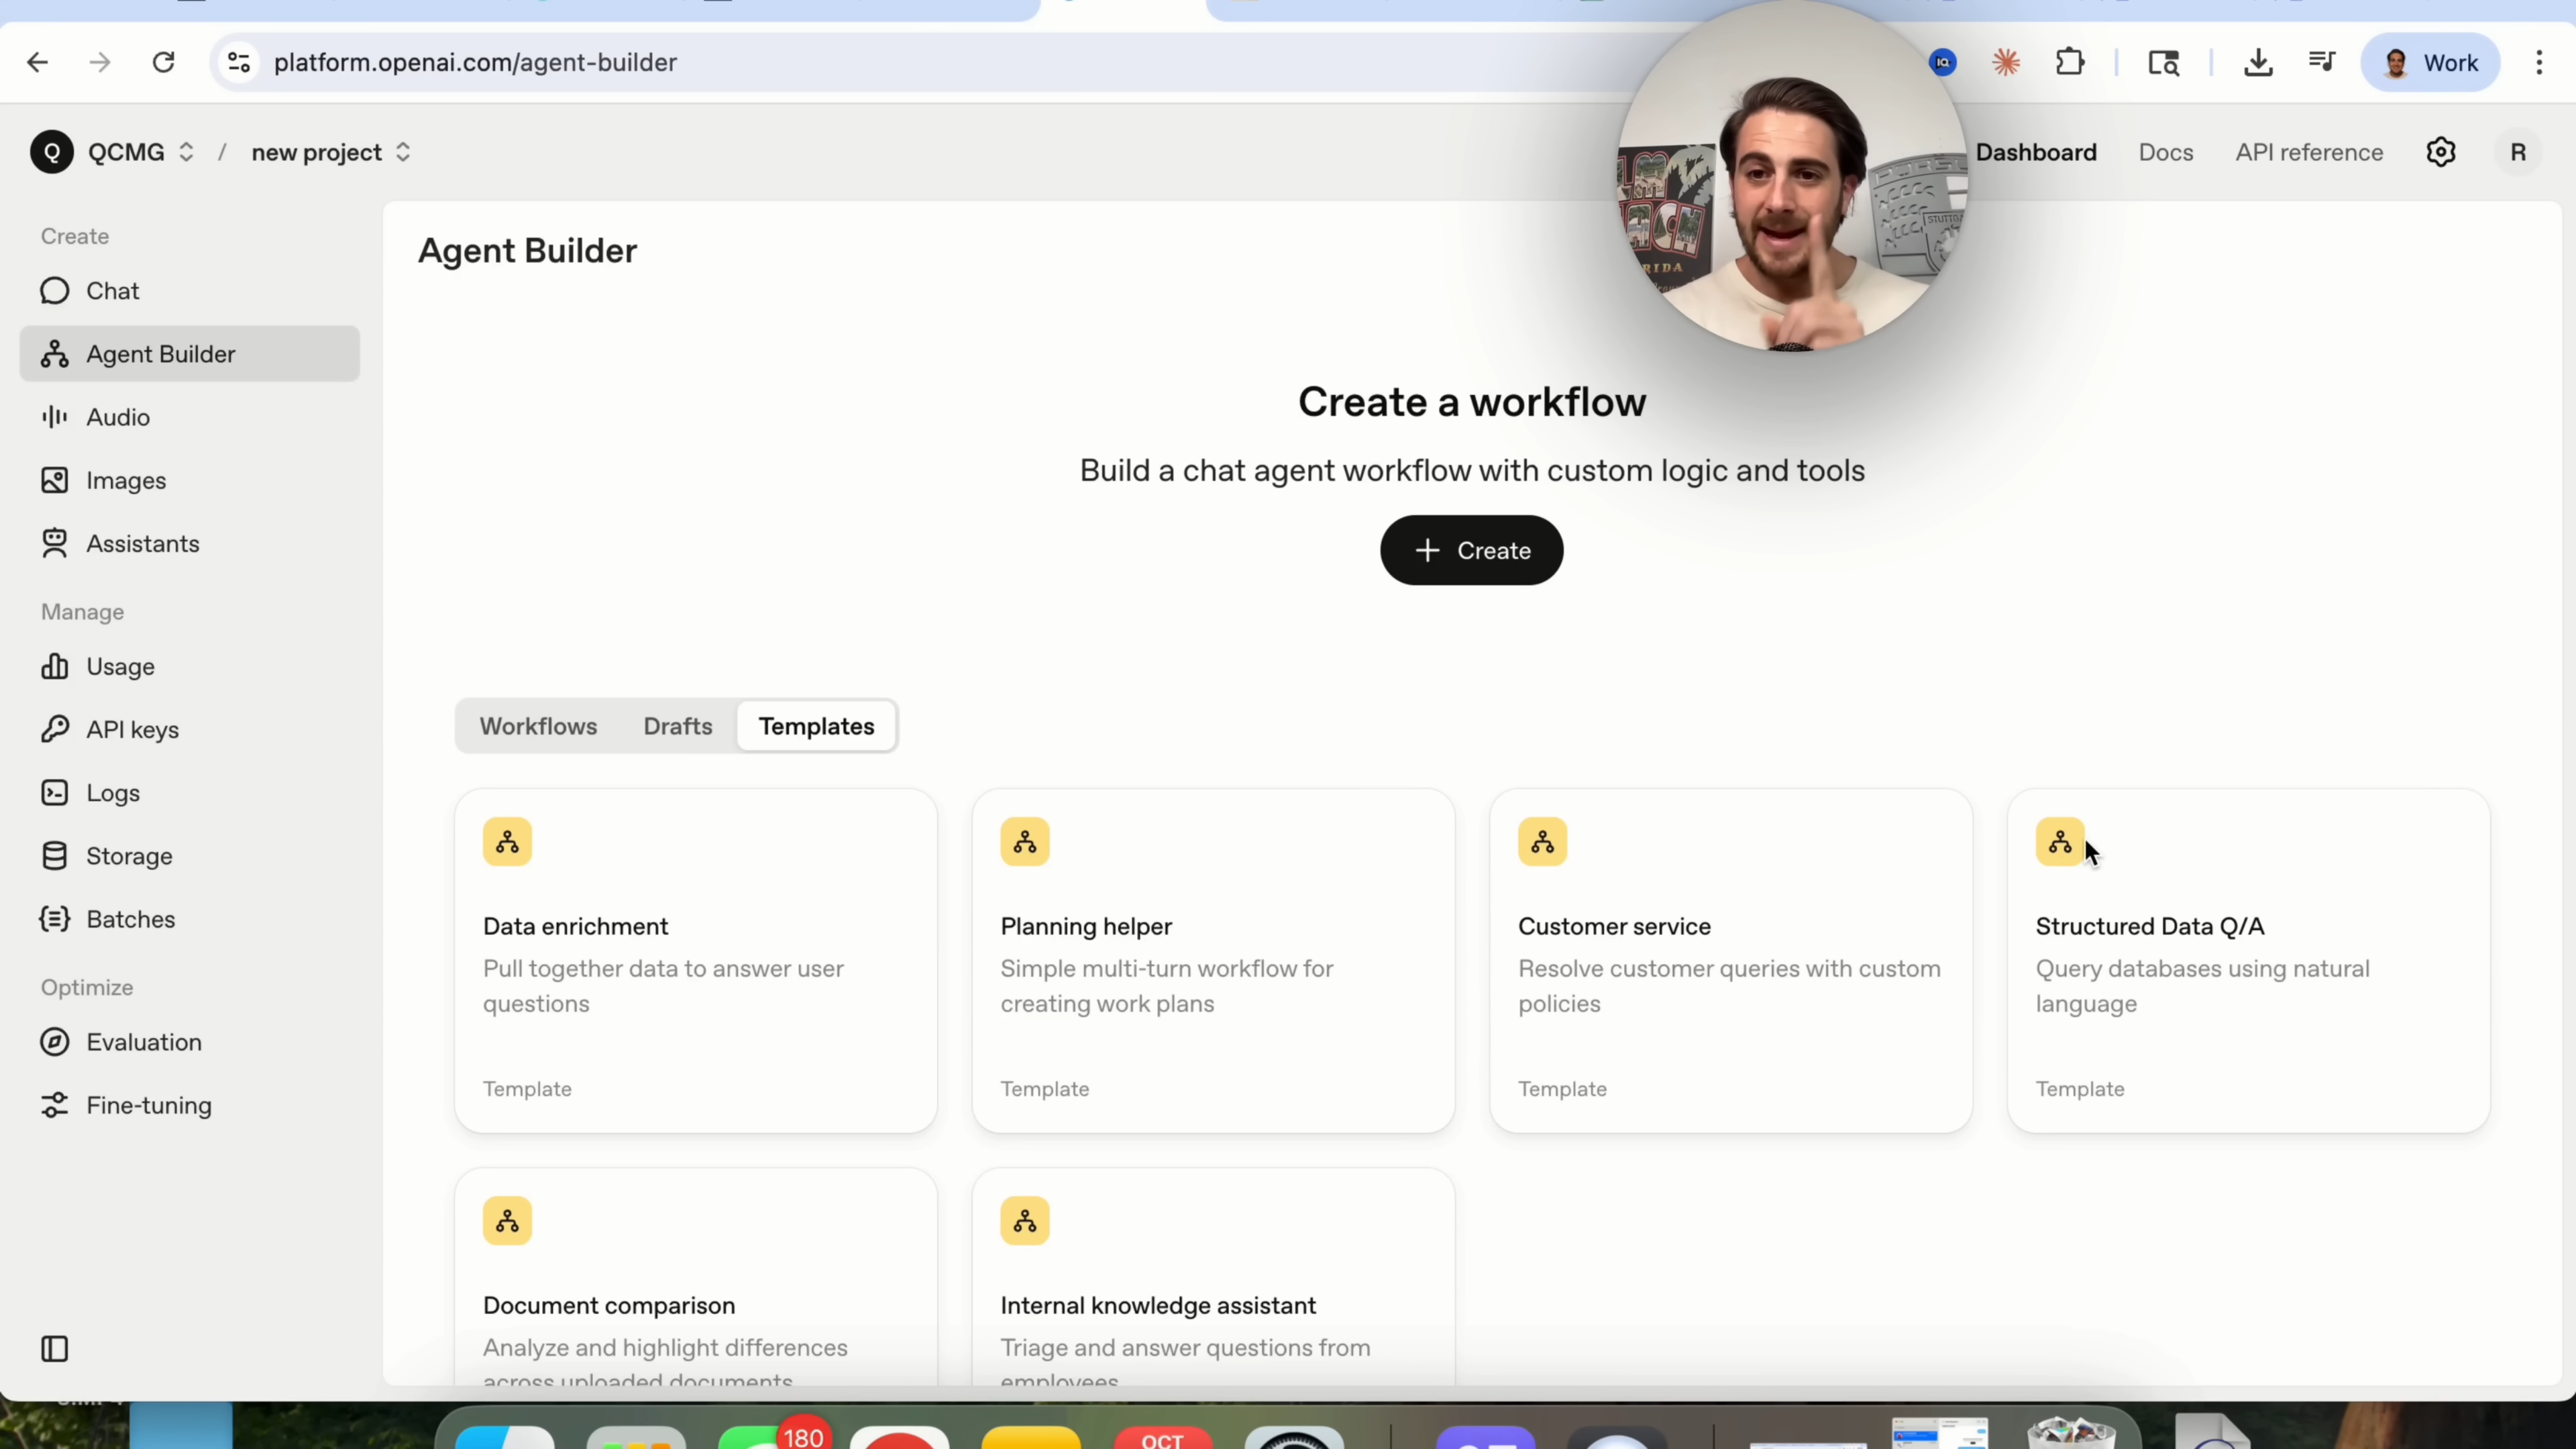 platform.openai.com/agent-builder
Work
Q QCMG / new project
Dashboard
Docs
API reference
R
Create
Chat
Agent Builder
Audio
Images
Assistants
Manage
Usage
API keys
Logs
Storage
Batches
Optimize
Evaluation
Fine-tuning
Agent Builder
Create a workflow
Build a chat agent workflow with custom logic and tools
+ Create
Workflows
Drafts
Templates
Data enrichment
Pull together data to answer user
questions
Template
Planning helper
Simple multi-turn workflow for
creating work plans
Template
Customer service
Resolve customer queries with custom
policies
Template
Structured Data Q/A
Query databases using natural
language
Template
Document comparison
Analyze and highlight differences
across uploaded documents
Internal knowledge assistant
Triage and answer questions from
employees
180
OCT